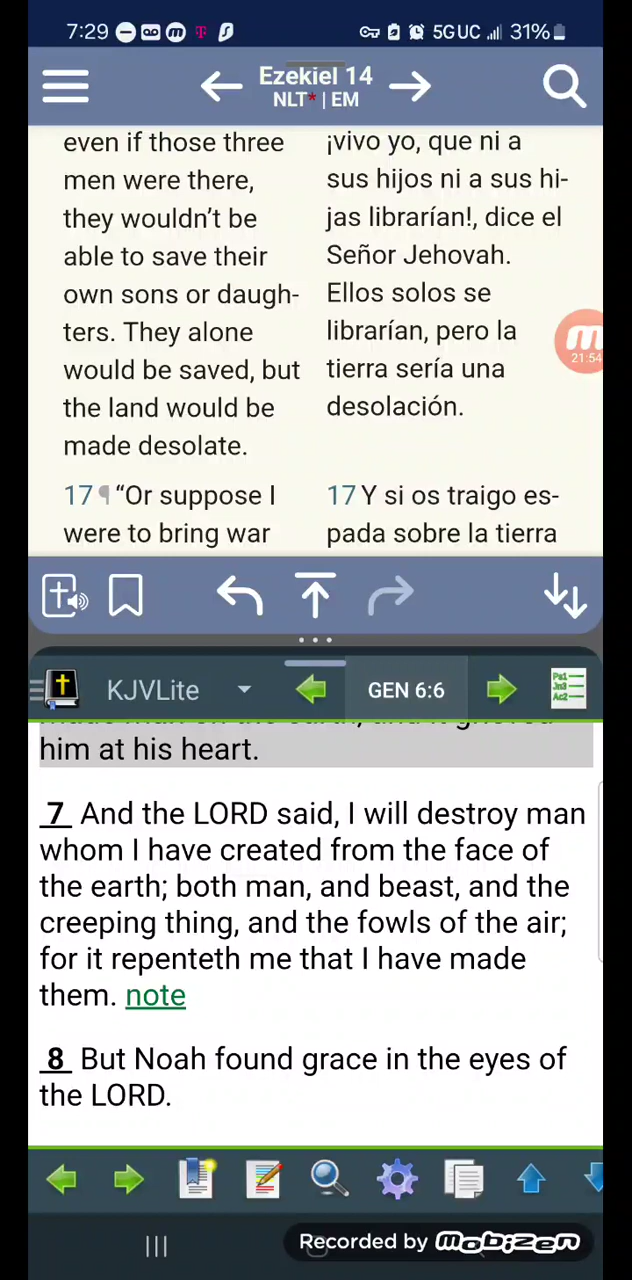 7:29 5GUC 31%
Ezekiel 14
NLT* | EM
even if those three
men were there,
they wouldn't be
able to save their
own sons or daugh-
ters. They alone
would be saved, but
the land would be
made desolate.
17 ¶ “Or suppose I
were to bring war
¡vivo yo, que ni a
sus hijos ni a sus hi-
jas librarían!, dice el
Señor Jehovah.
Ellos solos se
librarían, pero la
tierra sería una
desolación.
17 Y si os traigo es-
pada sobre la tierra
m
21:54
KJVLite GEN 6:6
Ps1
Jn3
Ac2
him at his heart.
7 And the LORD said, I will destroy man
whom I have created from the face of
the earth; both man, and beast, and the
creeping thing, and the fowls of the air;
for it repenteth me that I have made
them. note
8 But Noah found grace in the eyes of
the LORD.
Recorded by mobizen